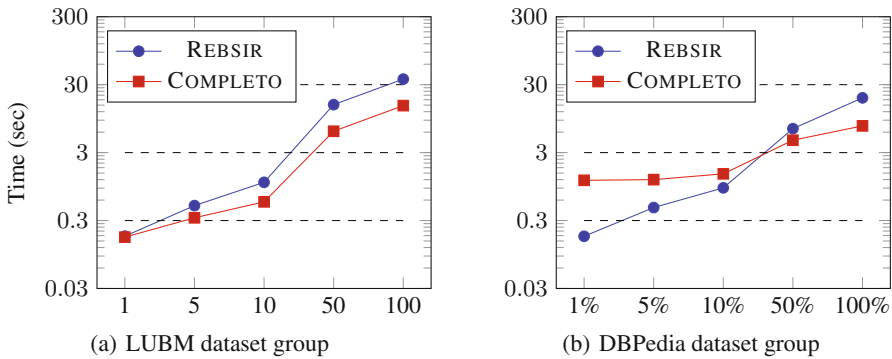 300
30
3
0.3
0.03
Time (sec)
REBSIR
COMPLETO
1
5
10
50
100
(a) LUBM dataset group
300
30
3
0.3
0.03
REBSIR
COMPLETO
1%
5%
10%
50%
100%
(b) DBPedia dataset group